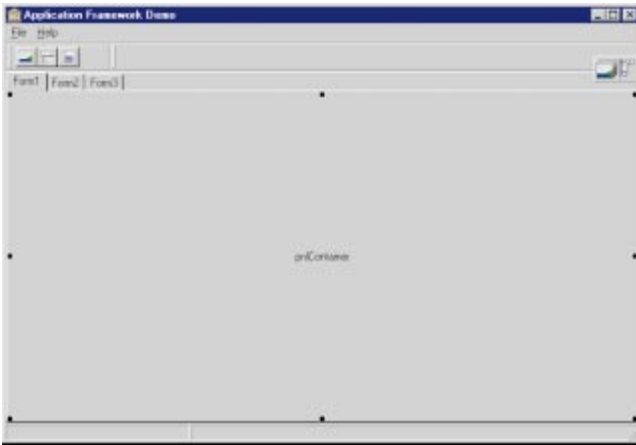 Application Framework Demo
File Help
Form1 Form2 Form3
pnlContainer